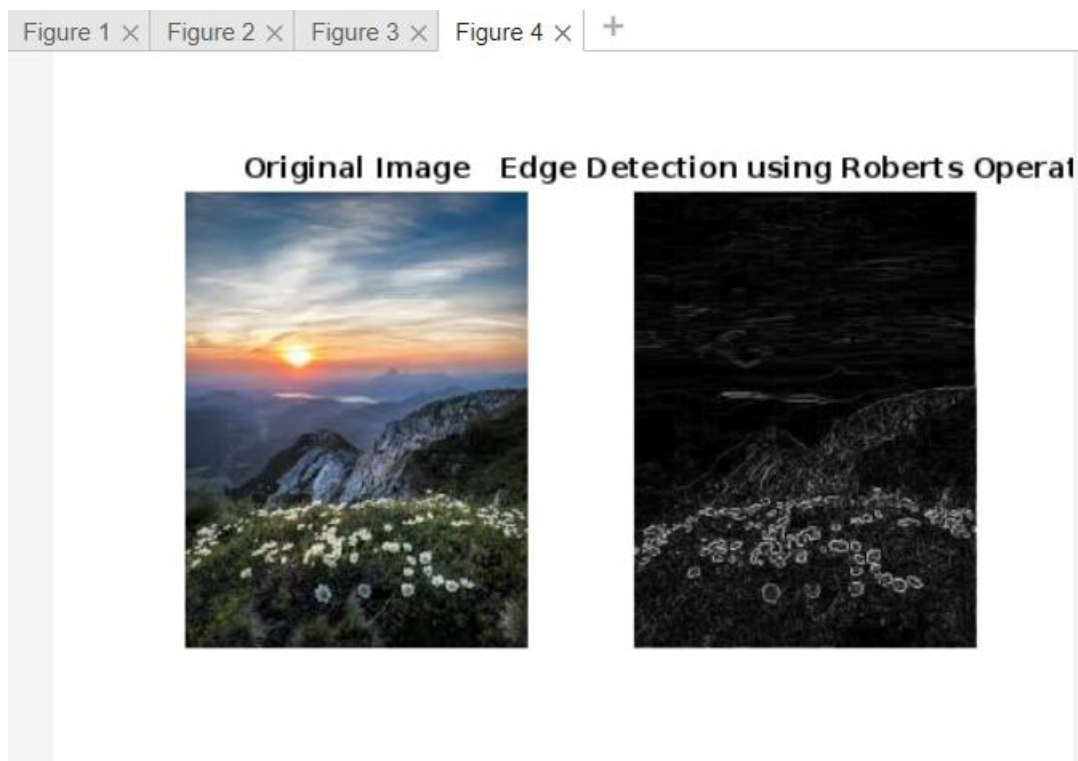 Figure 1 × Figure 2 × Figure 3 × Figure 4 × +
Original Image Edge Detection using Roberts Operat